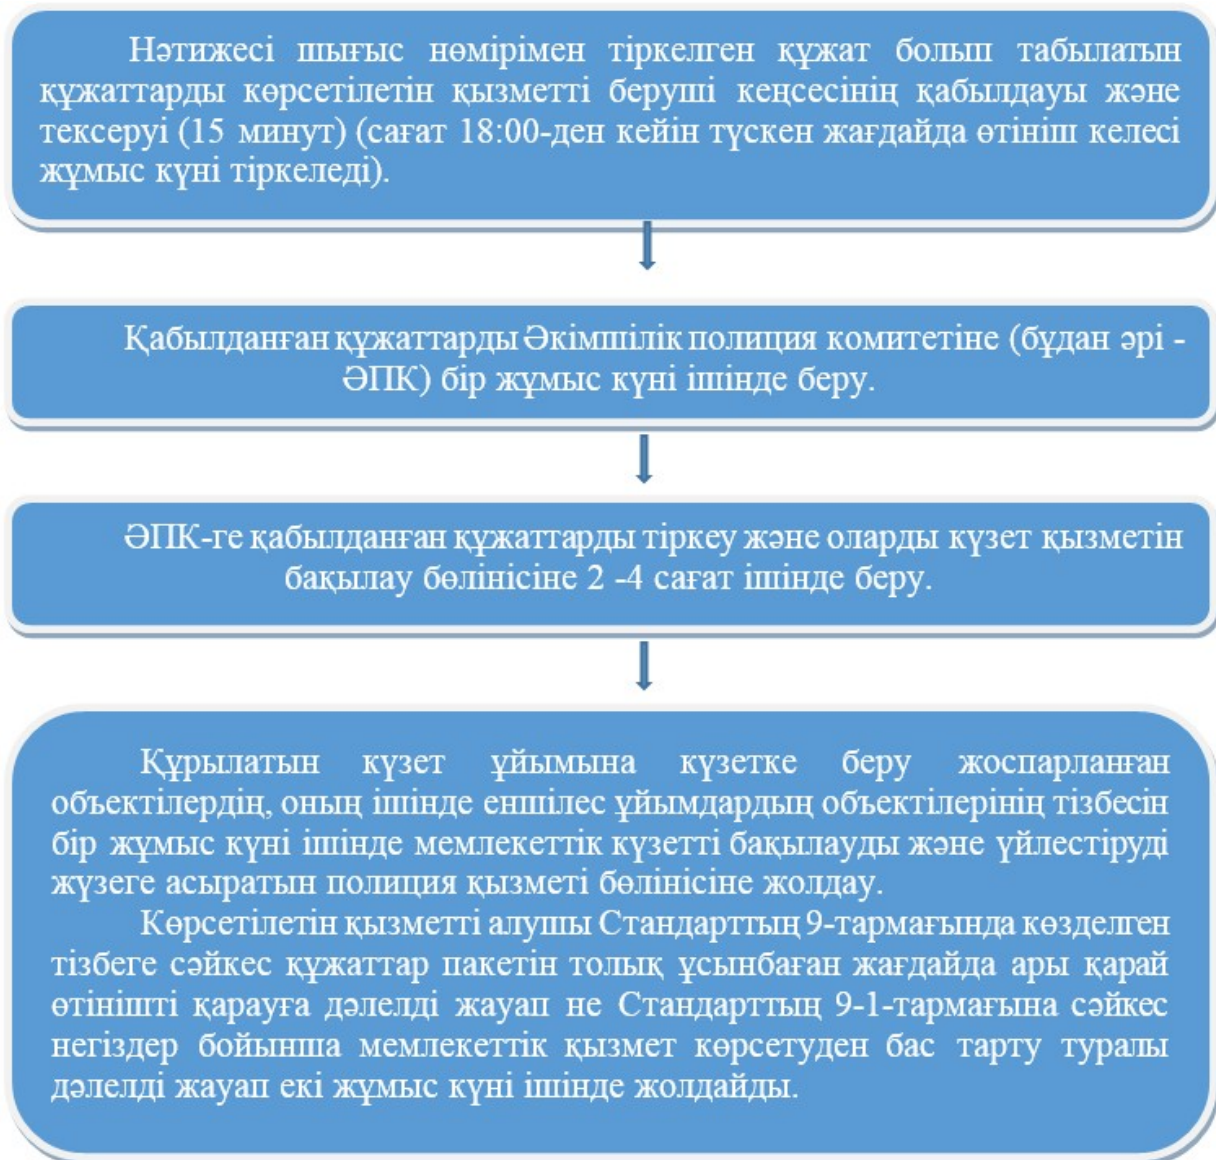 Нәтижесі шығыс нөмірімен тіркелген құжат болып табылатын
құжаттарды көрсетілетін қызметті беруші кеңсесінің қабылдауы және
тексеруі (15 минут) (сағат 18:00-ден кейін түскен жағдайда өтініш келесі
жұмыс күні тіркеледі).
Қабылданған құжаттарды Әкімшілік полиция комитетіне (бұдан әрі -
ӘПК) бір жұмыс күні ішінде беру.
ӘПК-ге қабылданған құжаттарды тіркеу және оларды күзет қызметін
бақылау бөлінісіне 2 -4 сағат ішінде беру.
Құрылатын күзет ұйымына күзетке беру жоспарланған
объектілердің, оның ішінде еншілес ұйымдардың объектілерінің тізбесін
бір жұмыс күні ішінде мемлекеттік күзетті бақылауды және үйлестіруді
жүзеге асыратын полиция қызметі бөлінісіне жолдау.
Көрсетілетін қызметті алушы Стандарттың 9-тармағында көзделген
тізбеге сәйкес құжаттар пакетін толық ұсынбаған жағдайда ары қарай
өтінішті қарауға дәлелді жауап не Стандарттың 9-1-тармағына сәйкес
негіздер бойынша мемлекеттік қызмет көрсетуден бас тарту туралы
дәлелді жауап екі жұмыс күні ішінде жолдайды.